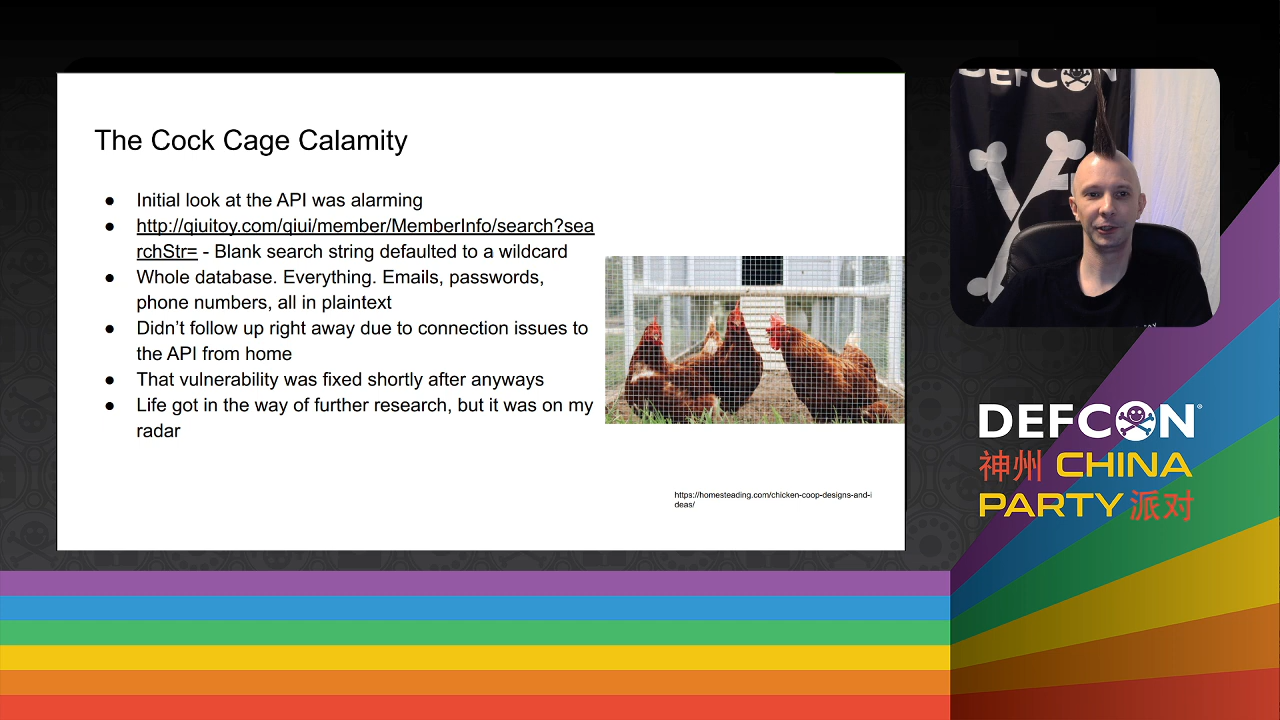 The Cock Cage Calamity
● Initial look at the API was alarming
● http://qiuitoy.com/qiui/member/MemberInfo/search?sea
rchStr= - Blank search string defaulted to a wildcard
● Whole database. Everything. Emails, passwords,
phone numbers, all in plaintext
● Didn’t follow up right away due to connection issues to
the API from home
● That vulnerability was fixed shortly after anyways
● Life got in the way of further research, but it was on my
radar
https://homesteading.com/chicken-coop-designs-and-i
deas/
DEFCON
DEFCON®
神州 CHINA
PARTY 派对